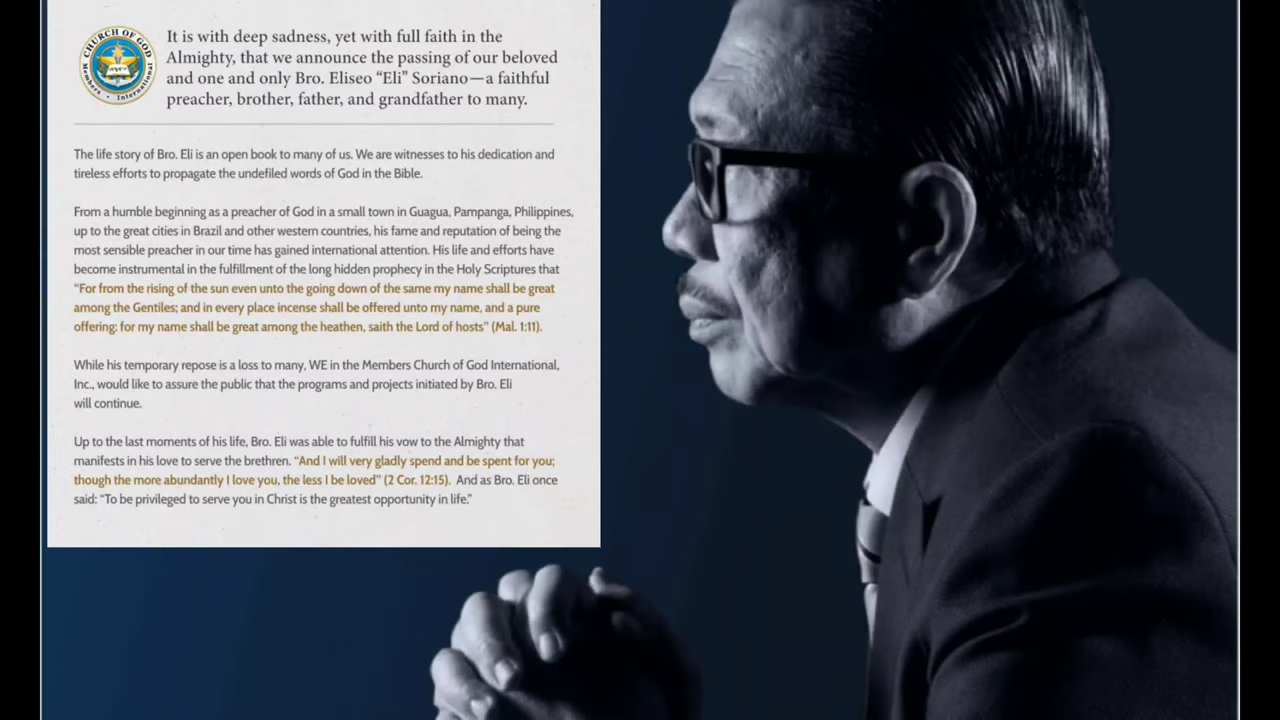 CHURCH OF GOD
Members • International
It is with deep sadness, yet with full faith in the
Almighty, that we announce the passing of our beloved
and one and only Bro. Eliseo “Eli” Soriano—a faithful
preacher, brother, father, and grandfather to many.
The life story of Bro. Eli is an open book to many of us. We are witnesses to his dedication and
tireless efforts to propagate the undefiled words of God in the Bible.
From a humble beginning as a preacher of God in a small town in Guagua, Pampanga, Philippines,
up to the great cities in Brazil and other western countries, his fame and reputation of being the
most sensible preacher in our time has gained international attention. His life and efforts have
become instrumental in the fulfillment of the long hidden prophecy in the Holy Scriptures that
“For from the rising of the sun even unto the going down of the same my name shall be great
among the Gentiles; and in every place incense shall be offered unto my name, and a pure
offering: for my name shall be great among the heathen, saith the Lord of hosts” (Mal. 1:11).
While his temporary repose is a loss to many, WE in the Members Church of God International,
Inc., would like to assure the public that the programs and projects initiated by Bro. Eli
will continue.
Up to the last moments of his life, Bro. Eli was able to fulfill his vow to the Almighty that
manifests in his love to serve the brethren. “And I will very gladly spend and be spent for you;
though the more abundantly I love you, the less I be loved” (2 Cor. 12:15). And as Bro. Eli once
said: “To be privileged to serve you in Christ is the greatest opportunity in life.”